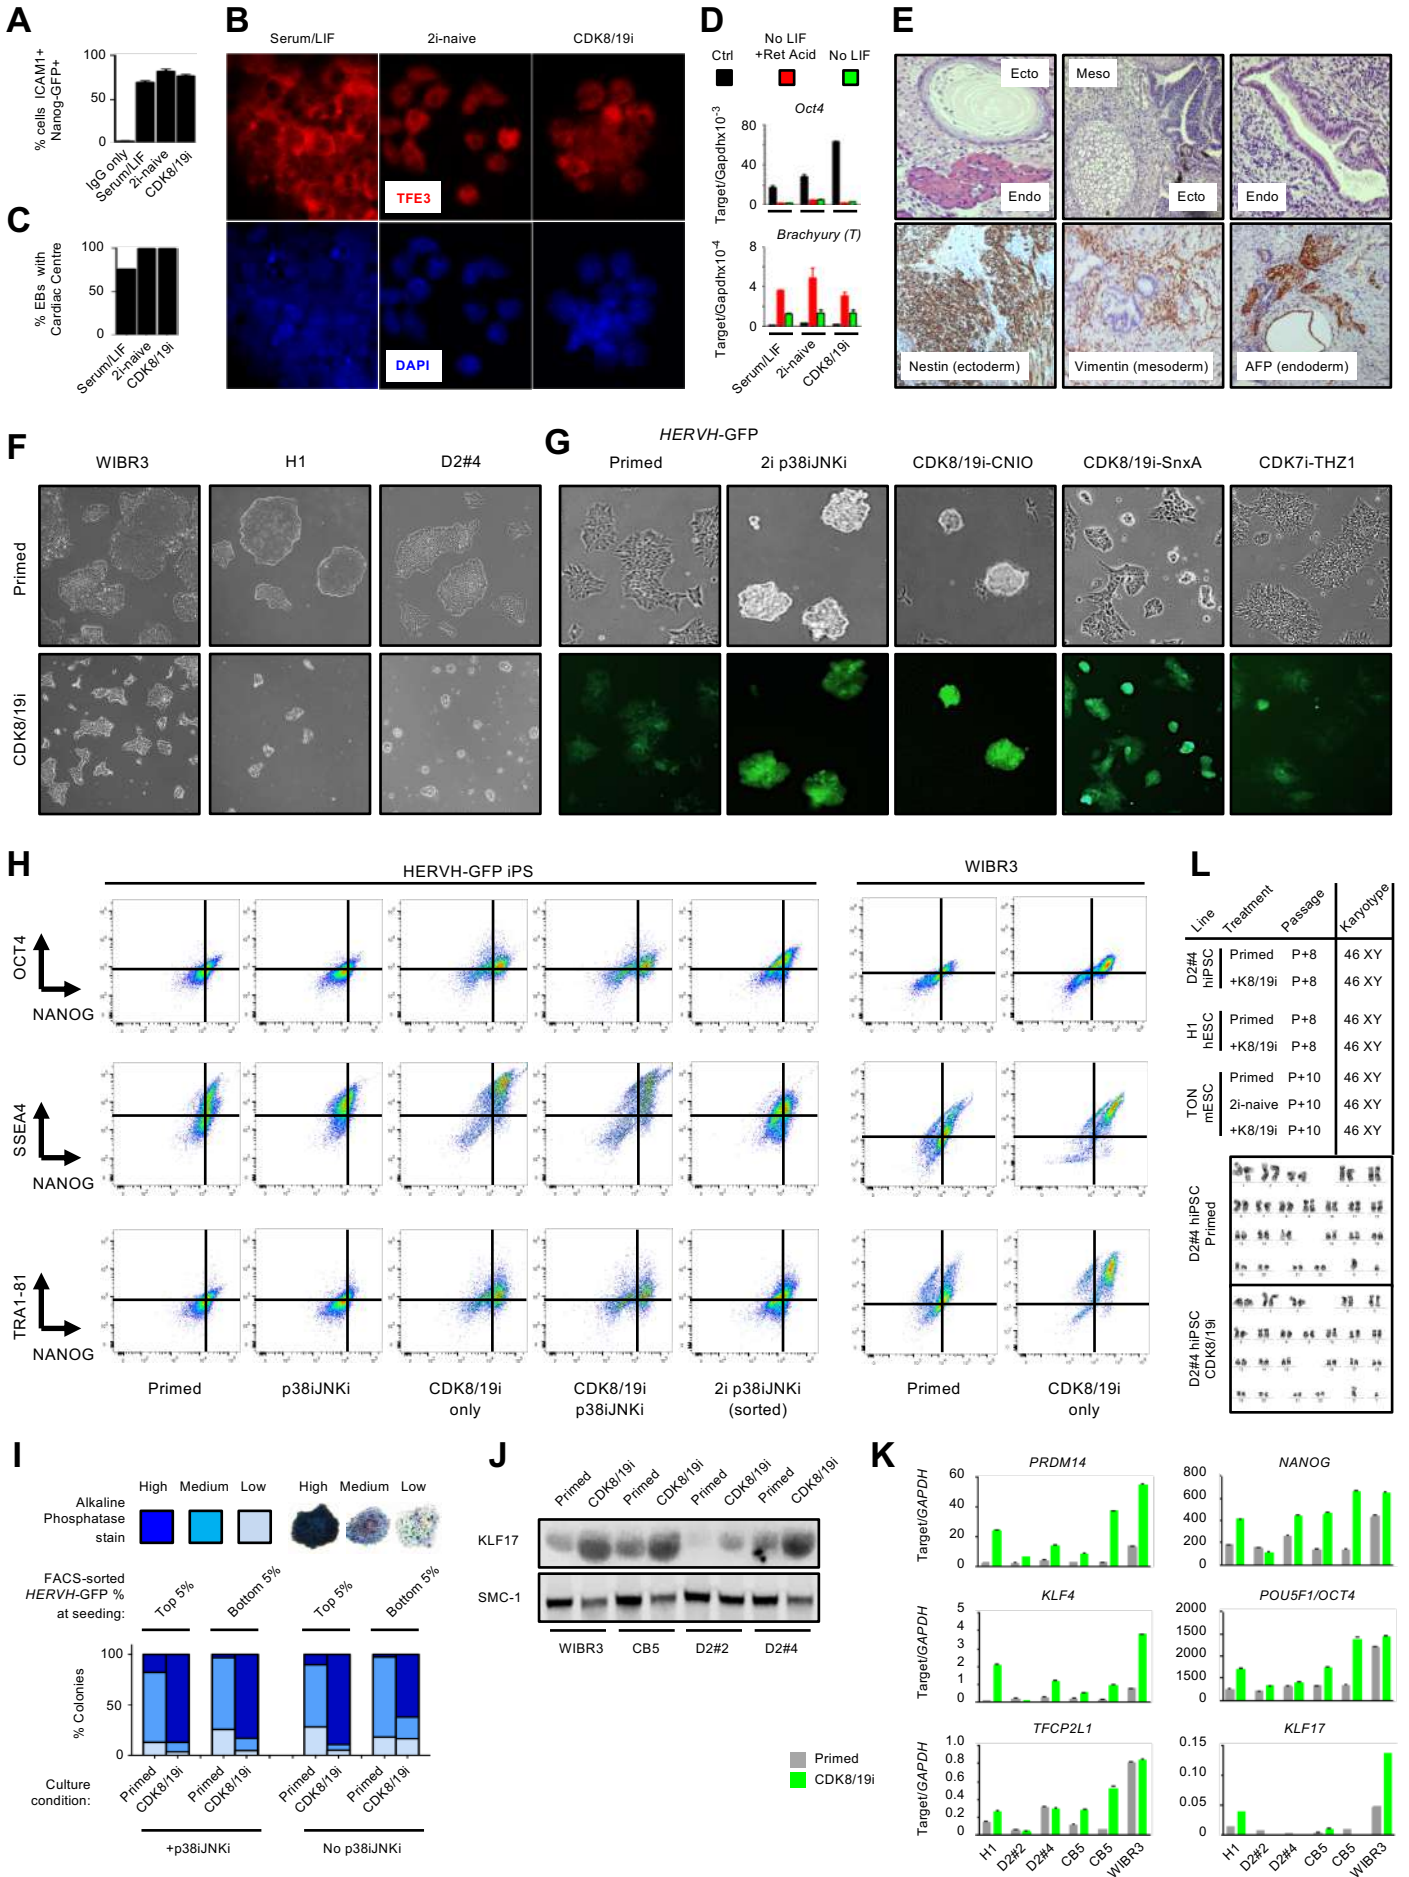 A
% cells ICAM1+
Nanog-GFP+
100
50
0
IgG only
Serum/LIF
2i-naive
CDK8/19i
B
Serum/LIF
2i-naive
CDK8/19i
TFE3
DAPI
C
% EBs with
Cardiac Centre
100
50
0
Serum/LIF
2i-naive
CDK8/19i
D
Ctrl
No LIF
+Ret Acid
No LIF
Oct4
Target/Gapdhx10-3
80
40
0
Brachyury (T)
Target/Gapdhx10-4
8
4
0
Serum/LIF
2i-naive
CDK8/19i
E
Ecto
Endo
Meso
Ecto
Endo
Nestin (ectoderm)
Vimentin (mesoderm)
AFP (endoderm)
F
WIBR3
H1
D2#4
Primed
CDK8/19i
G
HERVH-GFP
Primed
2i p38iJNKi
CDK8/19i-CNIO
CDK8/19i-SnxA
CDK7i-THZ1
H
HERVH-GFP iPS
WIBR3
OCT4
NANOG
SSEA4
NANOG
TRA1-81
NANOG
Primed
p38iJNKi
CDK8/19i
only
CDK8/19i
p38iJNKi
2i p38iJNKi
(sorted)
Primed
CDK8/19i
only
L
Line
Treatment
Passage
Karyotype
D2#4
hiPSC
Primed P+8 46 XY
+K8/19i P+8 46 XY
H1
hESC
Primed P+8 46 XY
+K8/19i P+8 46 XY
TON
mESC
Primed P+10 46 XY
2i-naive P+10 46 XY
+K8/19i P+10 46 XY
D2#4 hiPSC
Primed
D2#4 hiPSC
CDK8/19i
I
High Medium Low
High Medium Low
Alkaline
Phosphatase
stain
FACS-sorted
HERVH-GFP %
at seeding:
Top 5%
Bottom 5%
Top 5%
Bottom 5%
% Colonies
100
50
0
Culture
condition:
Primed
CDK8/19i
Primed
CDK8/19i
Primed
CDK8/19i
Primed
CDK8/19i
+p38iJNKi
No p38iJNKi
J
Primed
CDK8/19i
Primed
CDK8/19i
Primed
CDK8/19i
Primed
CDK8/19i
KLF17
SMC-1
WIBR3
CB5
D2#2
D2#4
K
PRDM14
Target/GAPDH
60
40
20
0
NANOG
800
600
400
200
0
KLF4
Target/GAPDH
5
4
3
2
1
0
POU5F1/OCT4
2000
1500
1000
1500
0
TFCP2L1
Target/GAPDH
1.0
0.8
0.6
0.4
0.2
0
H1
D2#2
D2#4
CB5
CB5
WIBR3
KLF17
0.15
0.10
0.05
0
H1
D2#2
D2#4
CB5
CB5
WIBR3
Primed
CDK8/19i